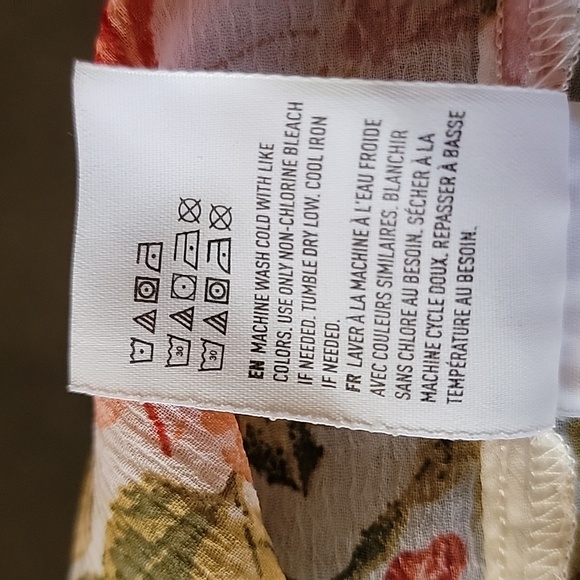 30
30
EN MACHINE WASH COLD WITH LIKE
COLORS. USE ONLY NON-CHLORINE BLEACH
IF NEEDED. TUMBLE DRY LOW. COOL IRON
IF NEEDED.
FR LAVER À LA MACHINE À L'EAU FROIDE
AVEC COULEURS SIMILAIRES. BLANCHIR
SANS CHLORE AU BESOIN. SÉCHER À LA
MACHINE CYCLE DOUX. REPASSER À BASSE
TEMPÉRATURE AU BESOIN.